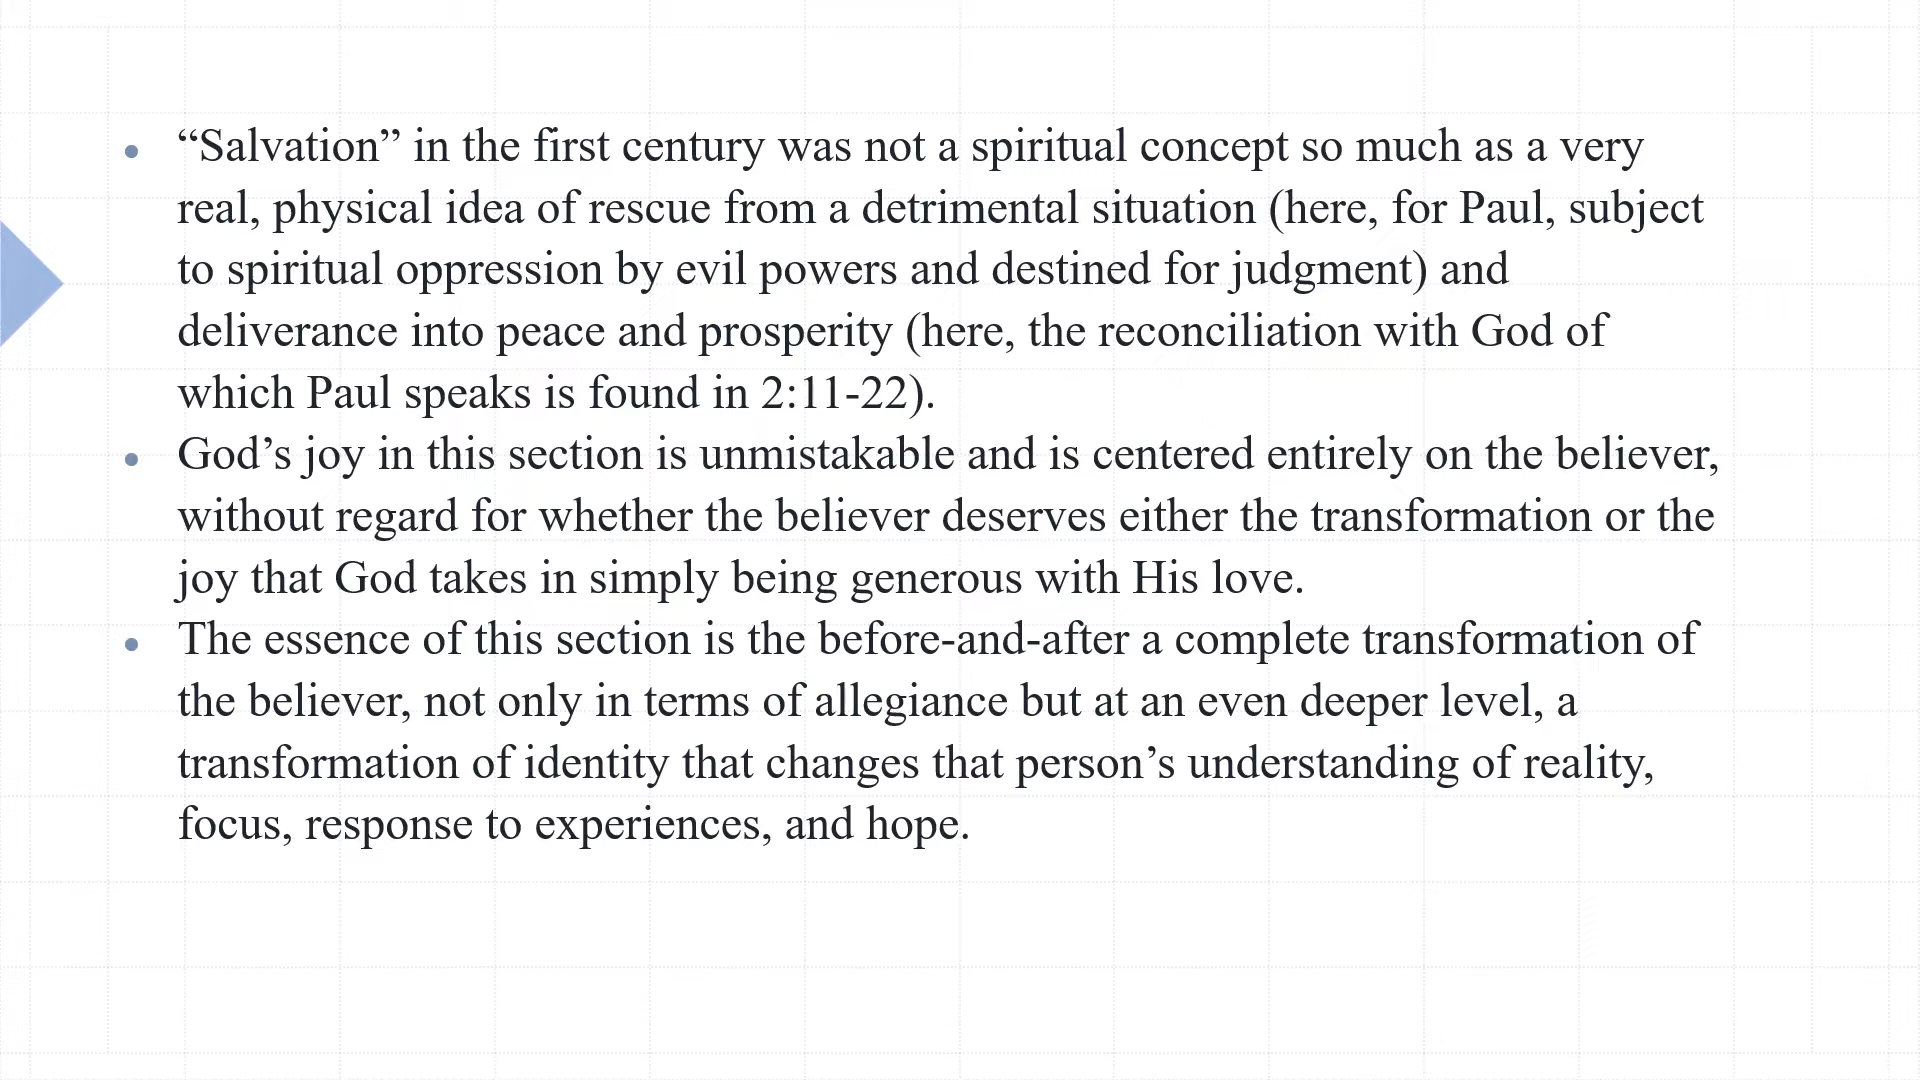 • “Salvation” in the first century was not a spiritual concept so much as a very
real, physical idea of rescue from a detrimental situation (here, for Paul, subject
to spiritual oppression by evil powers and destined for judgment) and
deliverance into peace and prosperity (here, the reconciliation with God of
which Paul speaks is found in 2:11-22).
• God’s joy in this section is unmistakable and is centered entirely on the believer,
without regard for whether the believer deserves either the transformation or the
joy that God takes in simply being generous with His love.
• The essence of this section is the before-and-after a complete transformation of
the believer, not only in terms of allegiance but at an even deeper level, a
transformation of identity that changes that person’s understanding of reality,
focus, response to experiences, and hope.